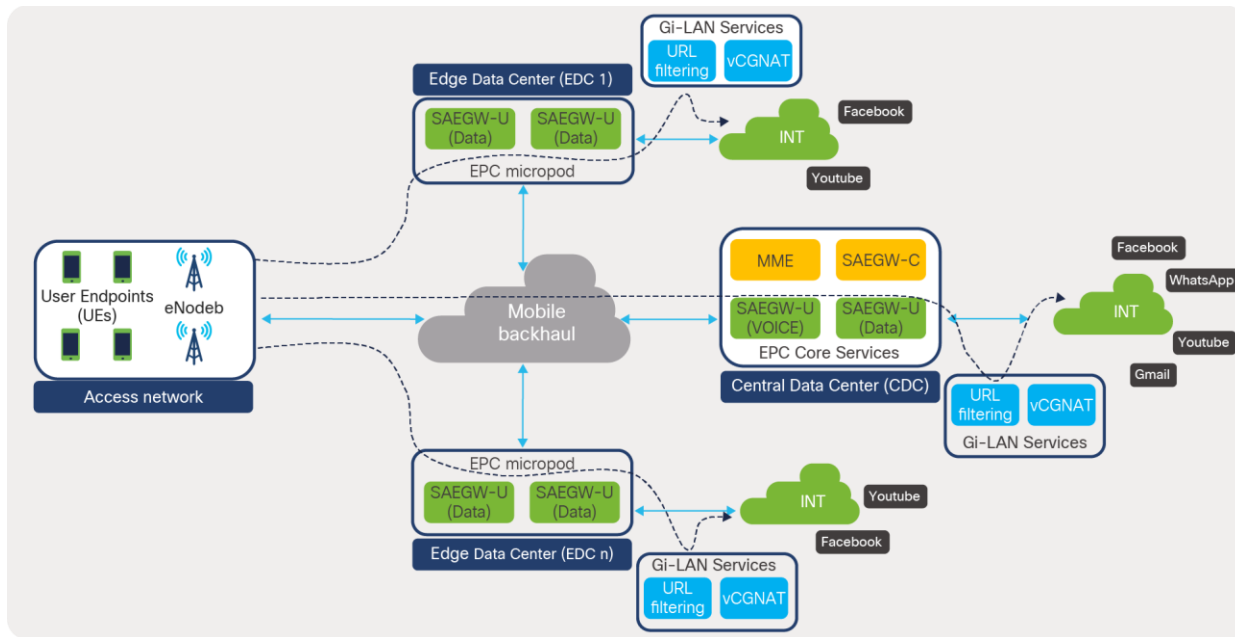 Gi-LAN Services
URL
filtering
vCGNAT
Edge Data Center (EDC 1)
SAEGW-U
(Data)
SAEGW-U
(Data)
EPC micropod
INT
Facebook
Youtube
User Endpoints
(UEs)
eNodeb
Access network
Mobile
backhaul
MME
SAEGW-C
SAEGW-U
(VOICE)
SAEGW-U
(Data)
EPC Core Services
Central Data Center (CDC)
Facebook
WhatsApp
INT
Youtube
Gmail
URL
filtering
vCGNAT
Gi-LAN Services
EPC micropod
SAEGW-U
(Data)
SAEGW-U
(Data)
Edge Data Center (EDC n)
INT
Youtube
Facebook
Gi-LAN Services
URL
filtering
vCGNAT